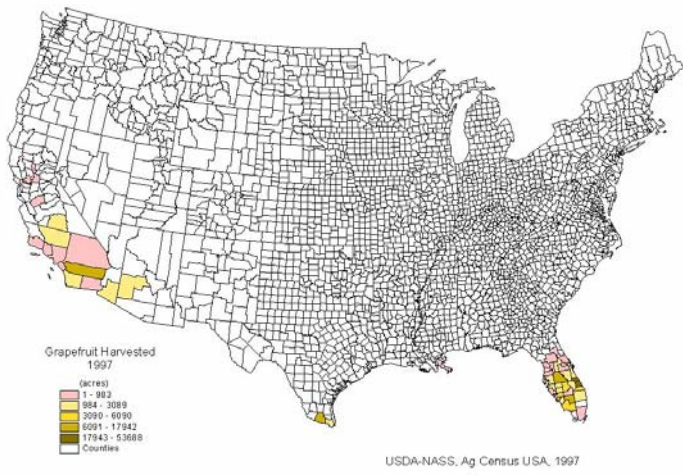 Grapefruit Harvested
1997
(acres)
1 - 983
984 - 3089
3090 - 6090
6091 - 17942
17943 - 53688
Counties
USDA-NASS, Ag Census USA, 1997